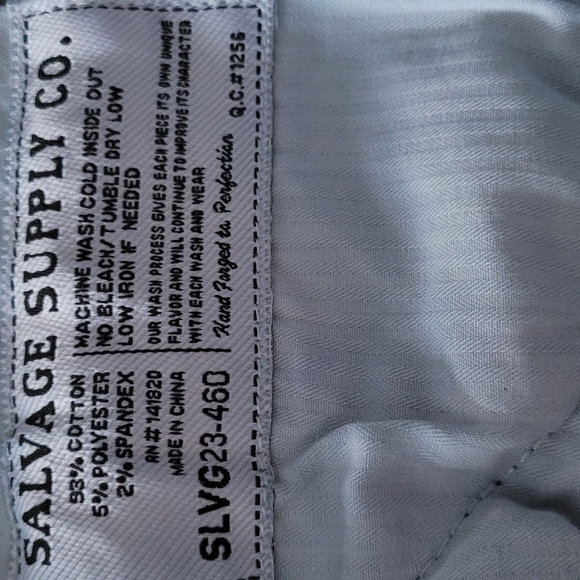 SALVAGE SUPPLY CO.
93% COTTON
5% POLYESTER
2% SPANDEX
RN# 141820
MADE IN CHINA
SLVG23-460
MACHINE WASH COLD INSIDE OUT
NO BLEACH/TUMBLE DRY LOW
LOW IRON IF NEEDED
OUR WASH PROCESS GIVES EACH PIECE ITS OWN UNIQUE
FLAVOR AND WILL CONTINUE TO IMPROVE ITS CHARACTER
WITH EACH WASH AND WEAR
Hand Forged to Perfection Q.C.#1256